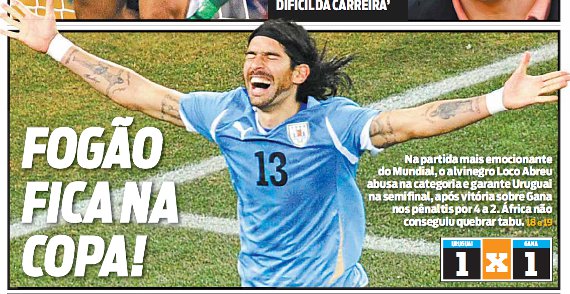 DIFÍCIL DA CARREIRA'
FOGÃO
FICA NA
COPA!
13
Na partida mais emocionante
do Mundial, o alvinegro Loco Abreu
abusa na categoria e garante Uruguai
na semifinal, após vitória sobre Gana
nos pênaltis por 4 a 2. África não
conseguiu quebrar tabu. 18 e 19
URUGUAI GANA
1 X 1